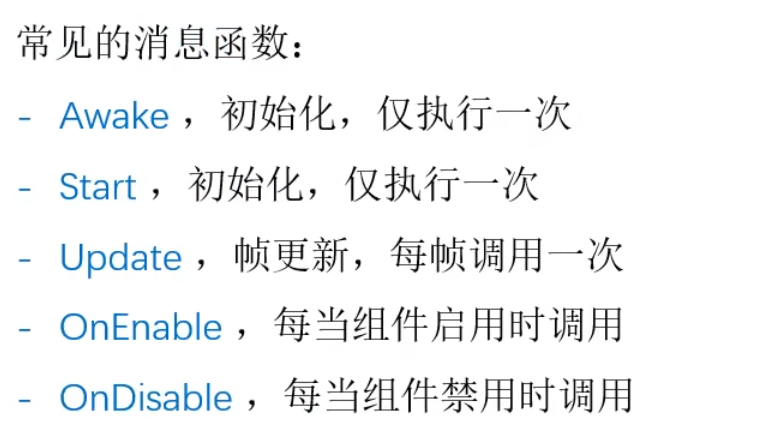 常见的消息函数：
- Awake ，初始化，仅执行一次
- Start ，初始化，仅执行一次
- Update ，帧更新，每帧调用一次
- OnEnable ，每当组件启用时调用
- OnDisable ，每当组件禁用时调用